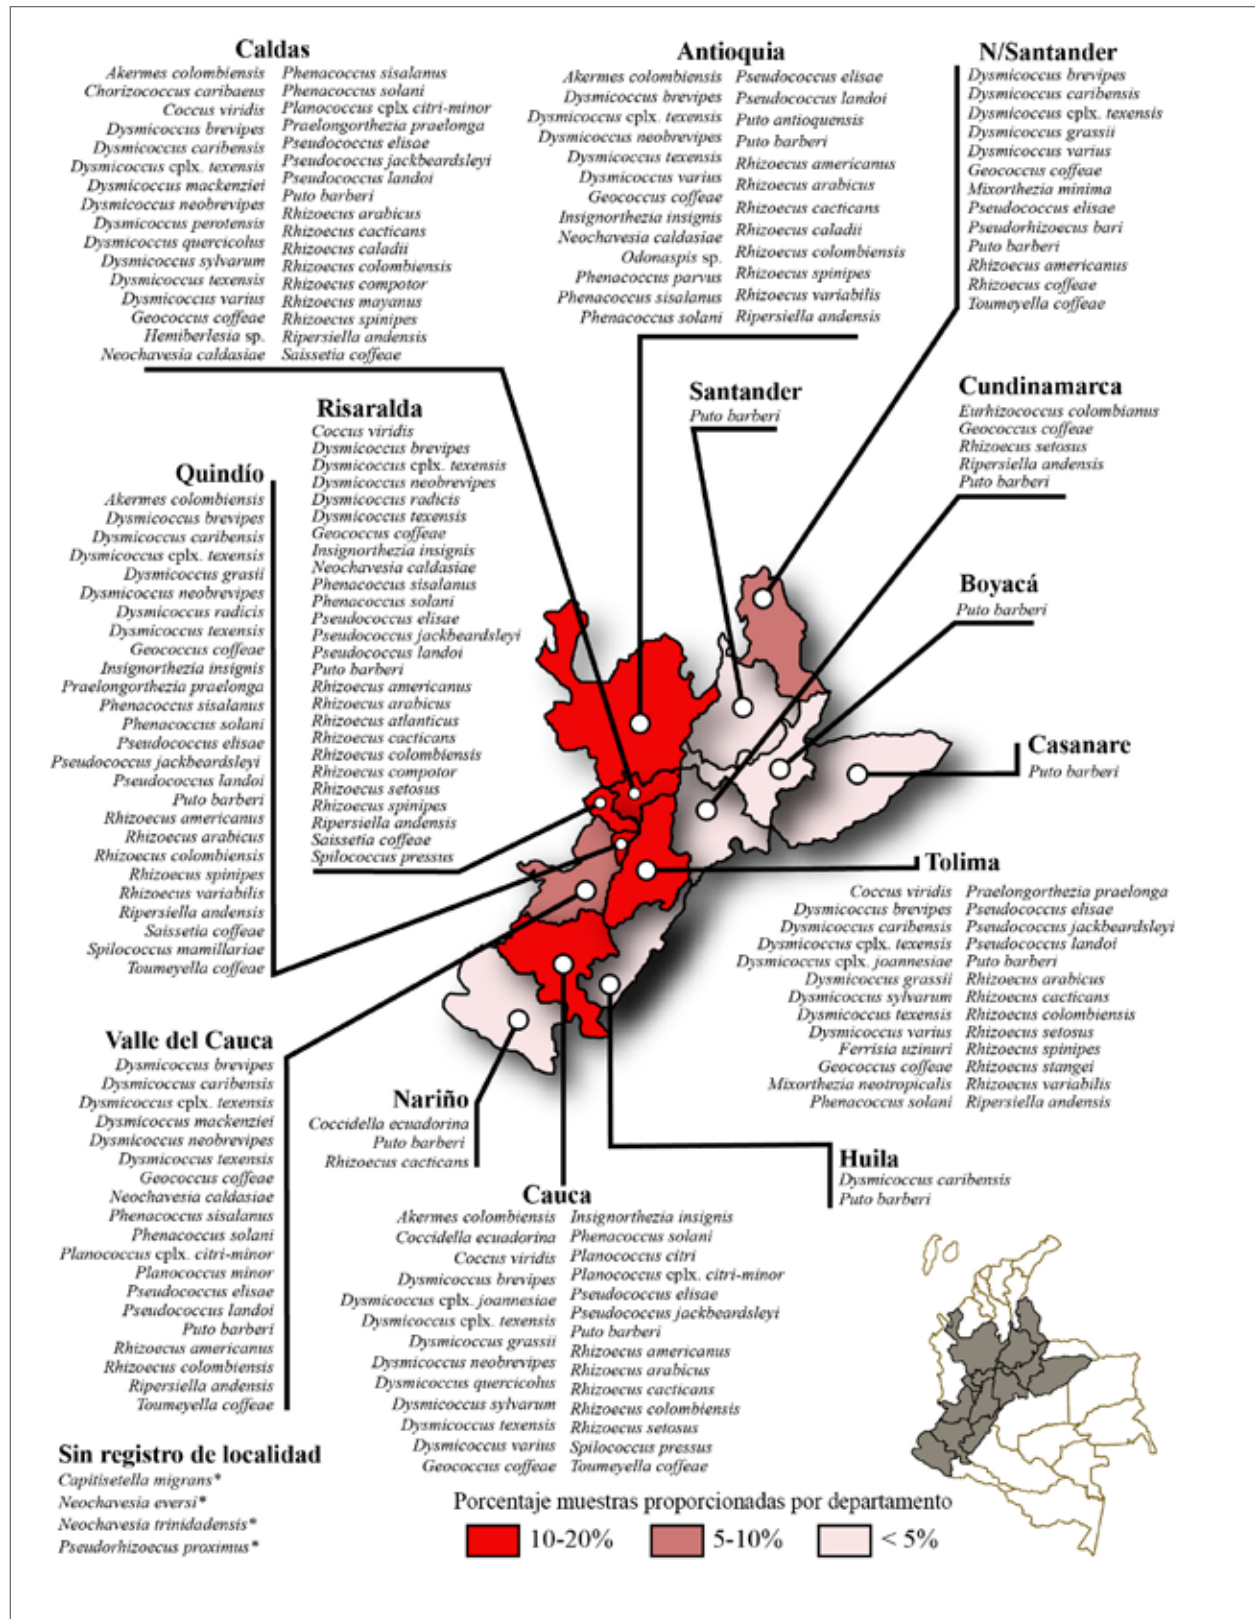 Caldas
Akermes colombiensis
Chorizococcus caribaeus
Coccus viridis
Dysmicoccus brevipes
Dysmicoccus caribensis
Dysmicoccus cplx. texensis
Dysmicoccus mackenziei
Dysmicoccus neobrevipes
Dysmicoccus perotensis
Dysmicoccus quercicolus
Dysmicoccus sylvarum
Dysmicoccus texensis
Dysmicoccus varius
Geococcus coffeae
Hemiberlesia sp.
Neochavesia caldasiae
Phenacoccus sisalanus
Phenacoccus solani
Planococcus cplx citri-minor
Praelongorthezia praelonga
Pseudococcus elisae
Pseudococcus jackbeardsleyi
Pseudococcus landoi
Puto barberi
Rhizoecus arabicus
Rhizoecus cacticans
Rhizoecus caladii
Rhizoecus colombiensis
Rhizoecus compotor
Rhizoecus mayanus
Rhizoecus spinipes
Ripersiella andensis
Saissetia coffeae
Antioquia
Akermes colombiensis
Dysmicoccus brevipes
Dysmicoccus cplx. texensis
Dysmicoccus neobrevipes
Dysmicoccus texensis
Dysmicoccus varius
Geococcus coffeae
Insignorthezia insignis
Neochavesia caldasiae
Odonaspis sp.
Phenacoccus parvus
Phenacoccus sisalanus
Phenacoccus solani
Pseudococcus elisae
Pseudococcus landoi
Puto antioquensis
Puto barberi
Rhizoecus americanus
Rhizoecus arabicus
Rhizoecus cacticans
Rhizoecus caladii
Rhizoecus colombiensis
Rhizoecus spinipes
Rhizoecus variabilis
Ripersiella andensis
N/Santander
Dysmicoccus brevipes
Dysmicoccus caribensis
Dysmicoccus cplx. texensis
Dysmicoccus grassii
Dysmicoccus varius
Geococcus coffeae
Mixorthezia minima
Pseudococcus elisae
Pseudorhizoecus bari
Puto barberi
Rhizoecus americanus
Rhizoecus coffeae
Toumeyella coffeae
Santander
Puto barberi
Cundinamarca
Eurhizococcus colombianus
Geococcus coffeae
Rhizoecus setosus
Ripersiella andensis
Puto barberi
Risaralda
Coccus viridis
Dysmicoccus brevipes
Dysmicoccus cplx. texensis
Dysmicoccus neobrevipes
Dysmicoccus radicis
Dysmicoccus texensis
Geococcus coffeae
Insignorthezia insignis
Neochavesia caldasiae
Phenacoccus sisalanus
Phenacoccus solani
Pseudococcus elisae
Pseudococcus jackbeardsleyi
Pseudococcus landoi
Puto barberi
Rhizoecus americanus
Rhizoecus arabicus
Rhizoecus atlanticus
Rhizoecus cacticans
Rhizoecus colombiensis
Rhizoecus compotor
Rhizoecus setosus
Rhizoecus spinipes
Ripersiella andensis
Saissetia coffeae
Spilococcus pressus
Quindío
Akermes colombiensis
Dysmicoccus brevipes
Dysmicoccus caribensis
Dysmicoccus cplx. texensis
Dysmicoccus grasii
Dysmicoccus neobrevipes
Dysmicoccus radicis
Dysmicoccus texensis
Geococcus coffeae
Insignorthezia insignis
Praelongorthezia praelonga
Phenacoccus sisalanus
Phenacoccus solani
Pseudococcus elisae
Pseudococcus jackbeardsleyi
Pseudococcus landoi
Puto barberi
Rhizoecus americanus
Rhizoecus arabicus
Rhizoecus colombiensis
Rhizoecus spinipes
Rhizoecus variabilis
Ripersiella andensis
Saissetia coffeae
Spilococcus mamillariae
Toumeyella coffeae
Boyacá
Puto barberi
Casanare
Puto barberi
Tolima
Coccus viridis
Dysmicoccus brevipes
Dysmicoccus caribensis
Dysmicoccus cplx. texensis
Dysmicoccus cplx. joannesiae
Dysmicoccus grassii
Dysmicoccus sylvarum
Dysmicoccus texensis
Dysmicoccus varius
Ferrisia uzinuri
Geococcus coffeae
Mixorthezia neotropicalis
Phenacoccus solani
Praelongorthezia praelonga
Pseudococcus elisae
Pseudococcus jackbeardsleyi
Pseudococcus landoi
Puto barberi
Rhizoecus arabicus
Rhizoecus cacticans
Rhizoecus colombiensis
Rhizoecus setosus
Rhizoecus spinipes
Rhizoecus stangei
Rhizoecus variabilis
Ripersiella andensis
Valle del Cauca
Dysmicoccus brevipes
Dysmicoccus caribensis
Dysmicoccus cplx. texensis
Dysmicoccus mackenziei
Dysmicoccus neobrevipes
Dysmicoccus texensis
Geococcus coffeae
Neochavesia caldasiae
Phenacoccus sisalanus
Phenacoccus solani
Planococcus cplx. citri-minor
Planococcus minor
Pseudococcus elisae
Pseudococcus landoi
Puto barberi
Rhizoecus americanus
Rhizoecus colombiensis
Ripersiella andensis
Toumeyella coffeae
Nariño
Coccidella ecuadorina
Puto barberi
Rhizoecus cacticans
Huila
Dysmicoccus caribensis
Puto barberi
Cauca
Akermes colombiensis
Coccidella ecuadorina
Coccus viridis
Dysmicoccus brevipes
Dysmicoccus cplx. joannesiae
Dysmicoccus cplx. texensis
Dysmicoccus grassii
Dysmicoccus neobrevipes
Dysmicoccus quercicolus
Dysmicoccus sylvarum
Dysmicoccus texensis
Dysmicoccus varius
Geococcus coffeae
Insignorthezia insignis
Phenacoccus solani
Planococcus citri
Planococcus cplx. citri-minor
Pseudococcus elisae
Pseudococcus jackbeardsleyi
Puto barberi
Rhizoecus americanus
Rhizoecus arabicus
Rhizoecus cacticans
Rhizoecus colombiensis
Rhizoecus setosus
Spilococcus pressus
Toumeyella coffeae
Sin registro de localidad
Capitisetella migrans*
Neochavesia eversi*
Neochavesia trinidadensis*
Pseudorhizoecus proximus*
Porcentaje muestras proporcionadas por departamento
10-20%
5-10%
< 5%